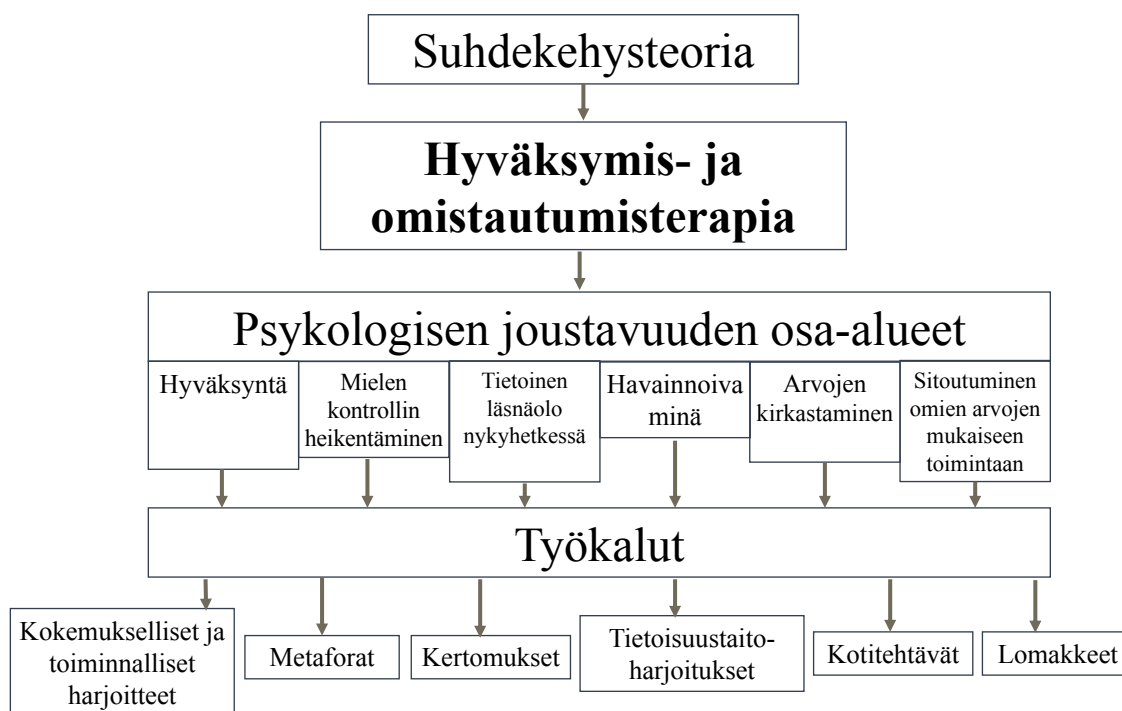 Suhdekehysteoria
Hyväksymis- ja
omistautumisterapia
Psykologisen joustavuuden osa-alueet
Hyväksyntä
Mielen
kontrollin
heikentäminen
Tietoinen
läsnäolo
nykyhetkessä
Havainnoiva
minä
Arvojen
kirkastaminen
Sitoutuminen
omien arvojen
mukaiseen
toimintaan
Työkalut
Kokemukselliset ja
toiminnalliset
harjoitteet
Metaforat
Kertomukset
Tietoisuustaito-
harjoitukset
Kotitehtävät
Lomakkeet